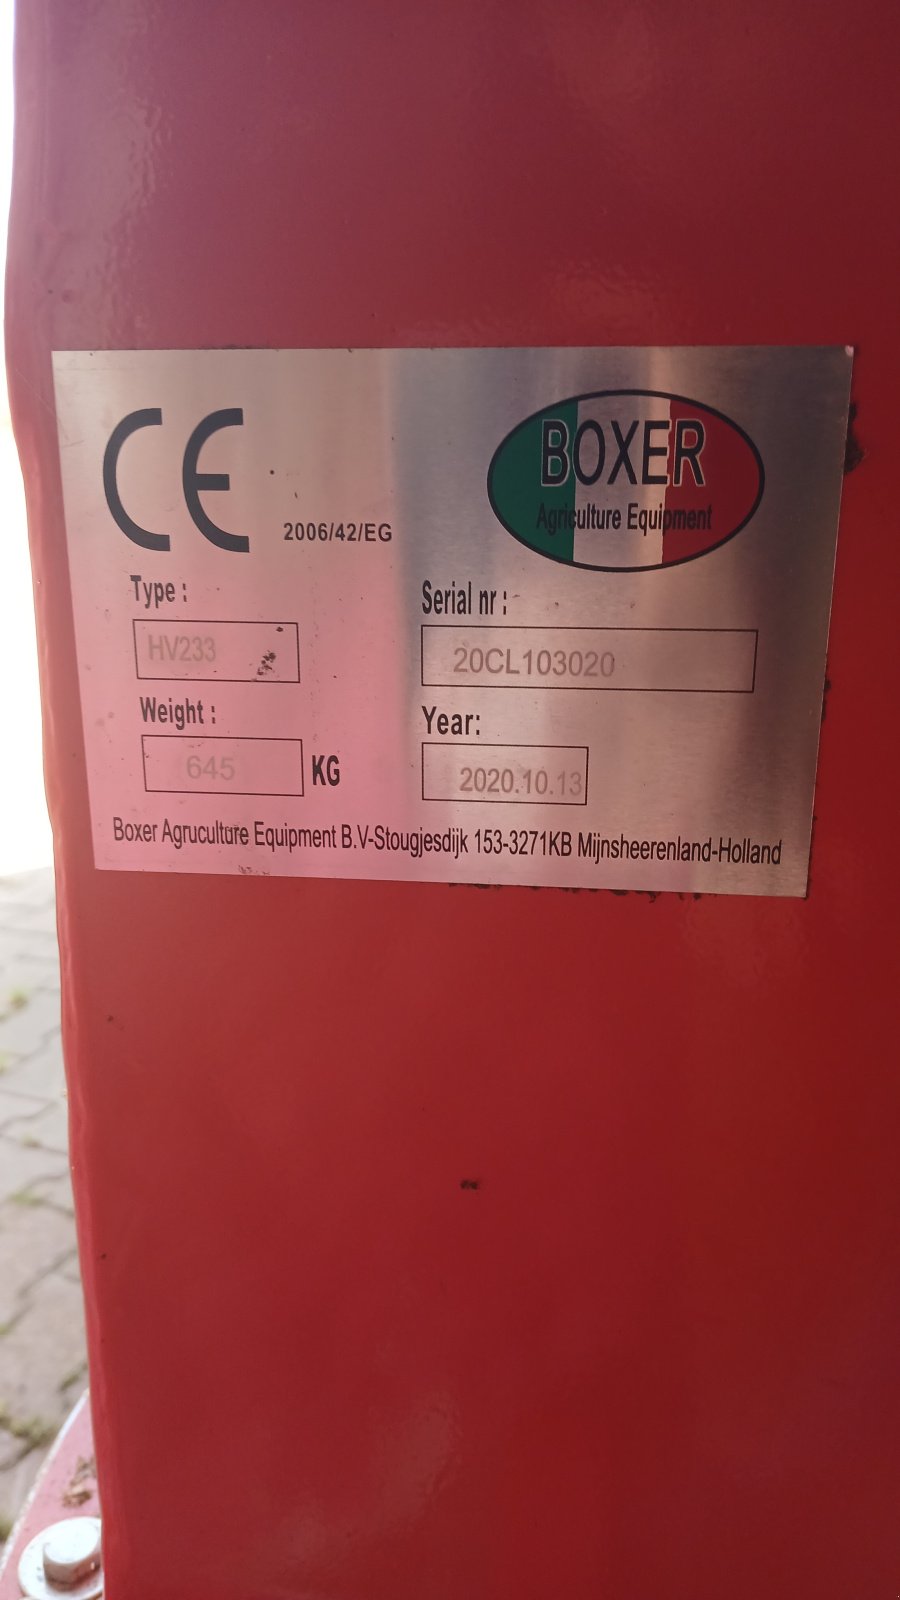 CE 2006/42/EG
BOXER
Agriculture Equipment
Type :
HV233
Serial nr :
20CL103020
Weight :
645 KG
Year:
2020.10.13
Boxer Agruculture Equipment B.V-Stougjesdijk 153-3271KB Mijnsheerenland-Holland